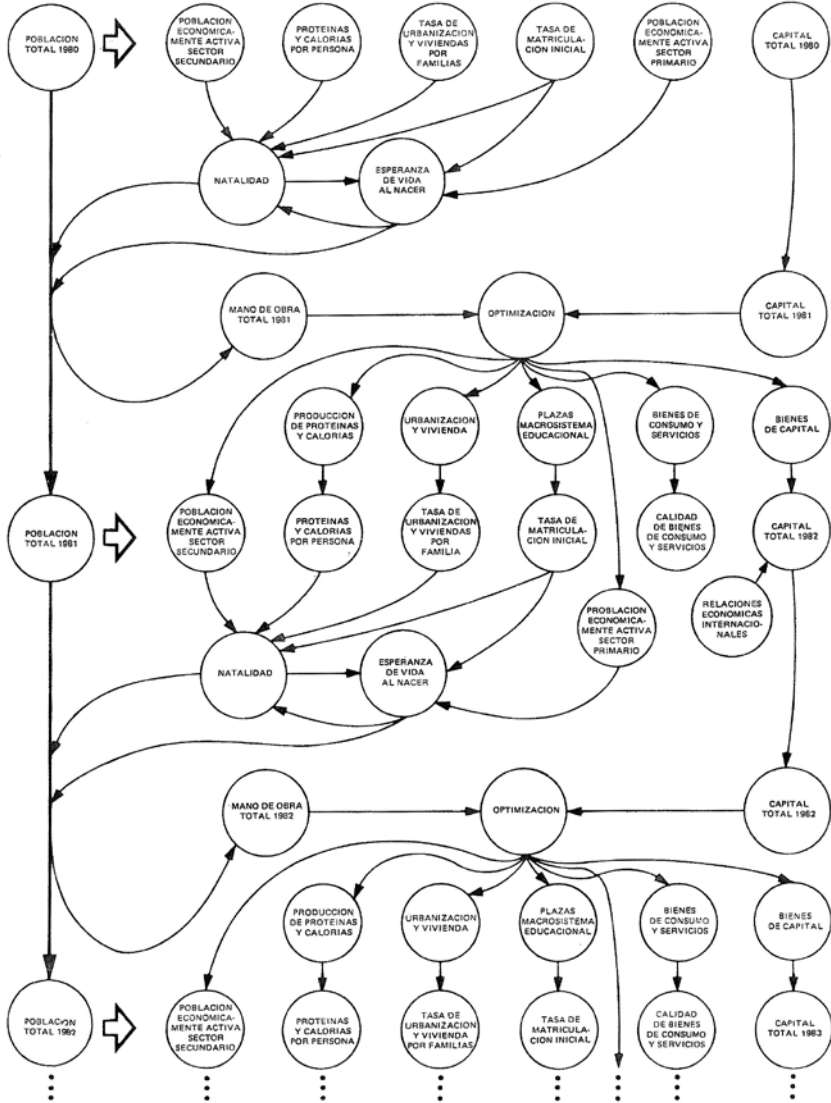 POBLACION
TOTAL 1980
POBLACION
ECONOMICA-
MENTE ACTIVA
SECTOR
SECUNDARIO
PROTEINAS
Y CALORIAS
POR PERSONA
TASA DE
URBANIZACION
Y VIVIENDAS
POR
FAMILIAS
TASA DE
MATRICULA-
CION INICIAL
POBLACION
ECONOMICA-
MENTE ACTIVA
SECTOR
PRIMARIO
CAPITAL
TOTAL 1980
NATALIDAD
ESPERANZA
DE VIDA
AL NACER
MANO DE OBRA
TOTAL 1981
OPTIMIZACION
CAPITAL
TOTAL 1981
PRODUCCION
DE PROTEINAS
Y CALORIAS
URBANIZACION
Y VIVIENDA
PLAZAS
MACROSISTEMA
EDUCACIONAL
BIENES DE
CONSUMO Y
SERVICIOS
BIENES
DE CAPITAL
POBLACION
TOTAL 1981
POBLACION
ECONOMICA-
MENTE ACTIVA
SECTOR
SECUNDARIO
PROTEINAS
Y CALORIAS
POR PERSONA
TASA DE
URBANIZACION
Y VIVIENDAS
POR
FAMILIA
TASA DE
MATRICULA-
CION INICIAL
CALIDAD
DE BIENES DE
CONSUMO
Y SERVICIOS
CAPITAL
TOTAL 1982
RELACIONES
ECONOMICAS
INTERNACIO-
NALES
PROBLACION
ECONOMICA-
MENTE ACTIVA
SECTOR
PRIMARIO
NATALIDAD
ESPERANZA
DE VIDA
AL NACER
MANO DE OBRA
TOTAL 1982
OPTIMIZACION
CAPITAL
TOTAL 1982
PRODUCCION
DE PROTEINAS
Y CALORIAS
URBANIZACION
Y VIVIENDA
PLAZAS
MACROSISTEMA
EDUCACIONAL
BIENES
DE CONSUMO
Y SERVICIOS
BIENES
DE CAPITAL
POBLACION
TOTAL 1982
POBLACION
ECONOMICA-
MENTE ACTIVA
SECTOR
SECUNDARIO
PROTEINAS
Y CALORIAS
POR PERSONA
TASA DE
URBANIZACION
Y VIVIENDA
POR FAMILIAS
TASA DE
MATRICULA-
CION INICIAL
CALIDAD
DE BIENES
DE CONSUMO
Y SERVICIOS
CAPITAL
TOTAL 1983